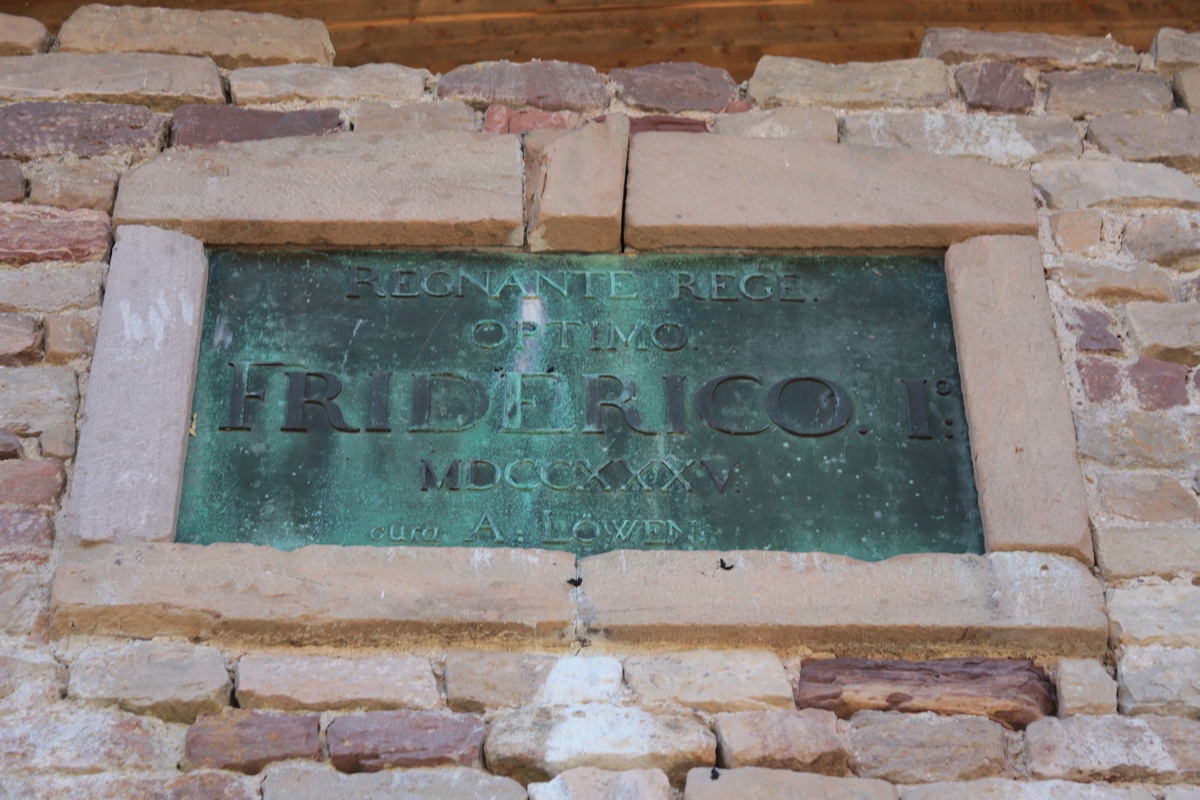 REGNANTE REGE.
OPTIMO.
FRIDERICO. I°:
MDCCXXXV.
cura A. LÖWEN.